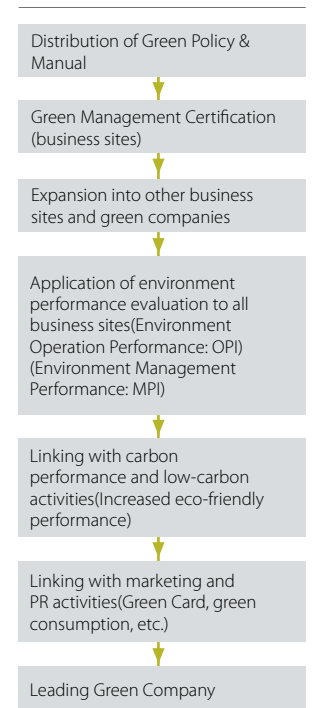 Distribution of Green Policy &
Manual
Green Management Certification
(business sites)
Expansion into other business
sites and green companies
Application of environment
performance evaluation to all
business sites(Environment
Operation Performance: OPI)
(Environment Management
Performance: MPI)
Linking with carbon
performance and low-carbon
activities(Increased eco-friendly
performance)
Linking with marketing and
PR activities(Green Card, green
consumption, etc.)
Leading Green Company